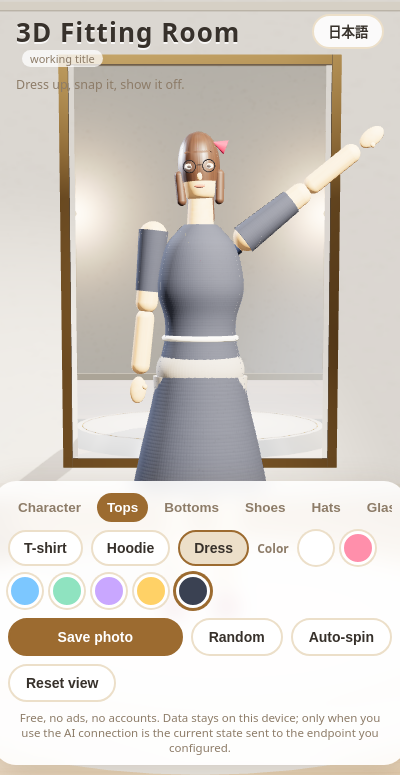 3D Fitting Room
日本語
working title
Dress up, snap it, show it off.
Character Tops Bottoms Shoes Hats Glas
T-shirt Hoodie Dress Color
Save photo Random Auto-spin
Reset view
Free, no ads, no accounts. Data stays on this device; only when you
use the AI connection is the current state sent to the endpoint you
configured.